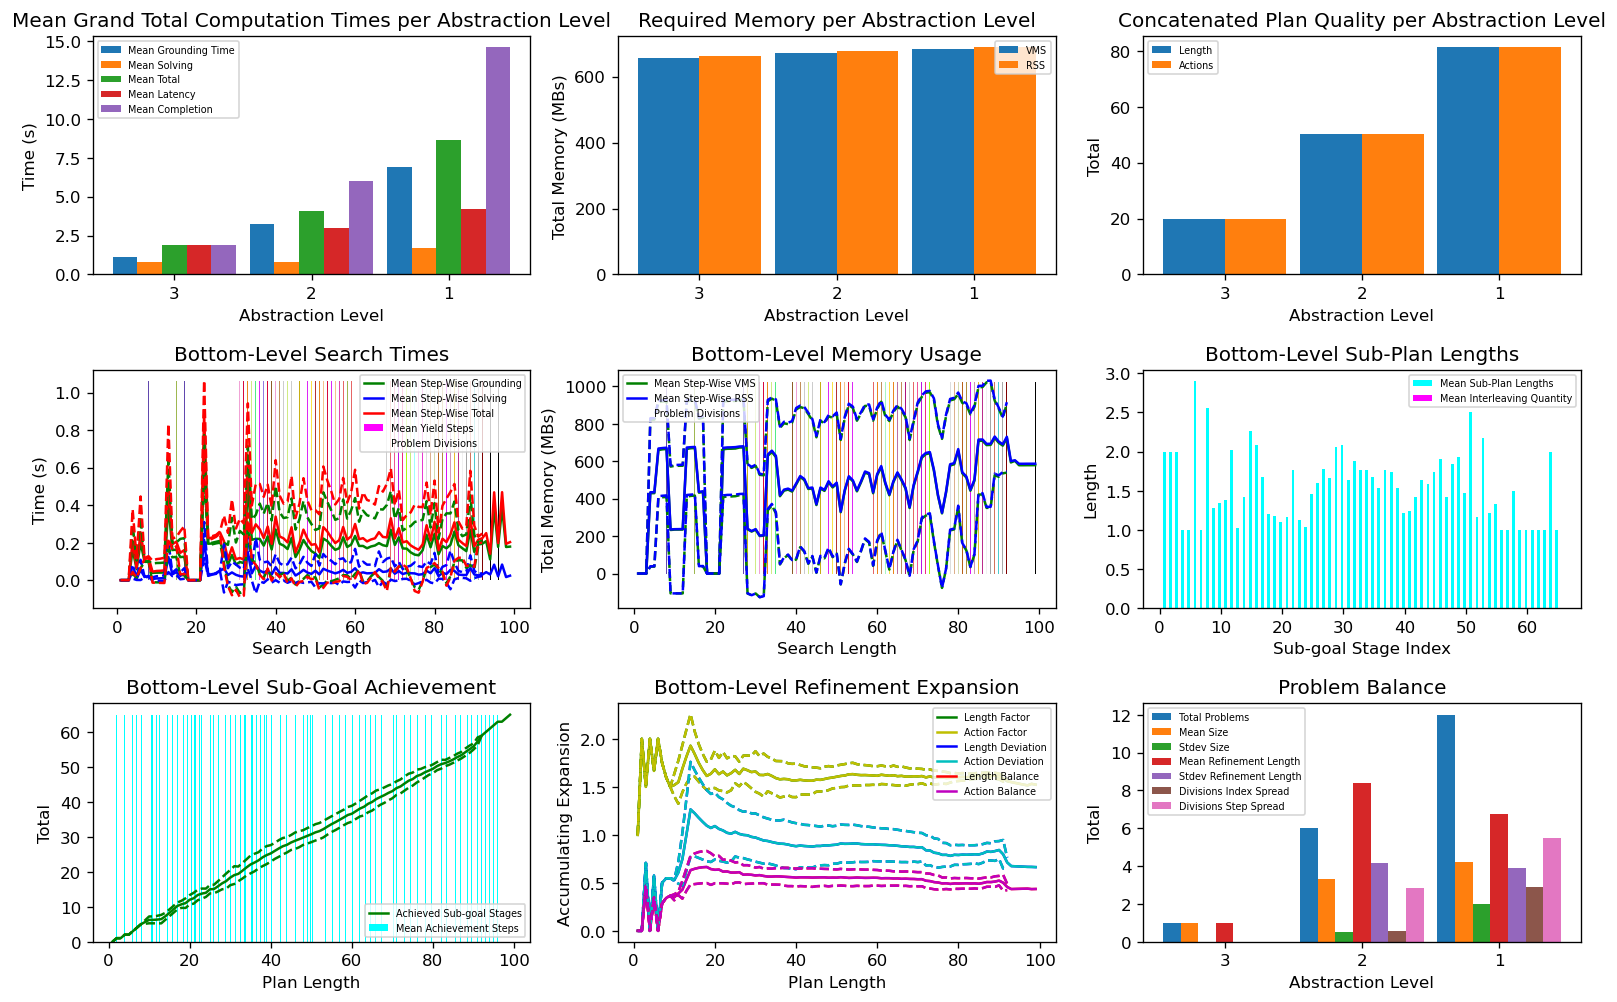 Mean Grand Total Computation Times per Abstraction Level
Time (s)
15.0
12.5
10.0
7.5
5.0
2.5
0.0
Mean Grounding Time
Mean Solving
Mean Total
Mean Latency
Mean Completion
3 2 1
Abstraction Level
Required Memory per Abstraction Level
Total Memory (MBs)
600
400
200
0
VMS
RSS
3 2 1
Abstraction Level
Concatenated Plan Quality per Abstraction Level
Total
80
60
40
20
0
Length
Actions
3 2 1
Abstraction Level
Bottom-Level Search Times
Time (s)
1.0
0.8
0.6
0.4
0.2
0.0
Mean Step-Wise Grounding
Mean Step-Wise Solving
Mean Step-Wise Total
Mean Yield Steps
Problem Divisions
0 20 40 60 80 100
Search Length
Bottom-Level Memory Usage
Total Memory (MBs)
1000
800
600
400
200
0
Mean Step-Wise VMS
Mean Step-Wise RSS
Problem Divisions
0 20 40 60 80 100
Search Length
Bottom-Level Sub-Plan Lengths
Length
3.0
2.5
2.0
1.5
1.0
0.5
0.0
Mean Sub-Plan Lengths
Mean Interleaving Quantity
0 10 20 30 40 50 60
Sub-goal Stage Index
Bottom-Level Sub-Goal Achievement
Total
60
50
40
30
20
10
0
Achieved Sub-goal Stages
Mean Achievement Steps
0 20 40 60 80 100
Plan Length
Bottom-Level Refinement Expansion
Accumulating Expansion
2.0
1.5
1.0
0.5
0.0
Length Factor
Action Factor
Length Deviation
Action Deviation
Length Balance
Action Balance
0 20 40 60 80 100
Plan Length
Problem Balance
Total
12
10
8
6
4
2
0
Total Problems
Mean Size
Stdev Size
Mean Refinement Length
Stdev Refinement Length
Divisions Index Spread
Divisions Step Spread
3 2 1
Abstraction Level